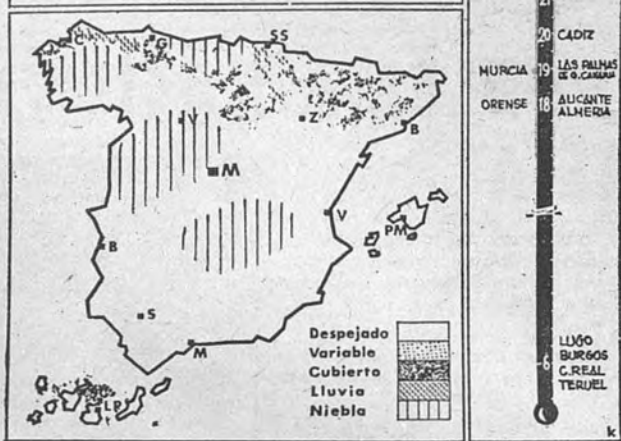 C
G
SS
V
Z
B
M
V
PM
B
S
M
LP
t
Despejado
Variable
Cubierto
Lluvia
Niebla
21
20 CADIZ
MURCIA 19 LAS PALMAS
DE G. CANARIA
ORENSE 18 ALICANTE
ALMERIA
6
LUGO
BURGOS
C. REAL
TERUEL
k